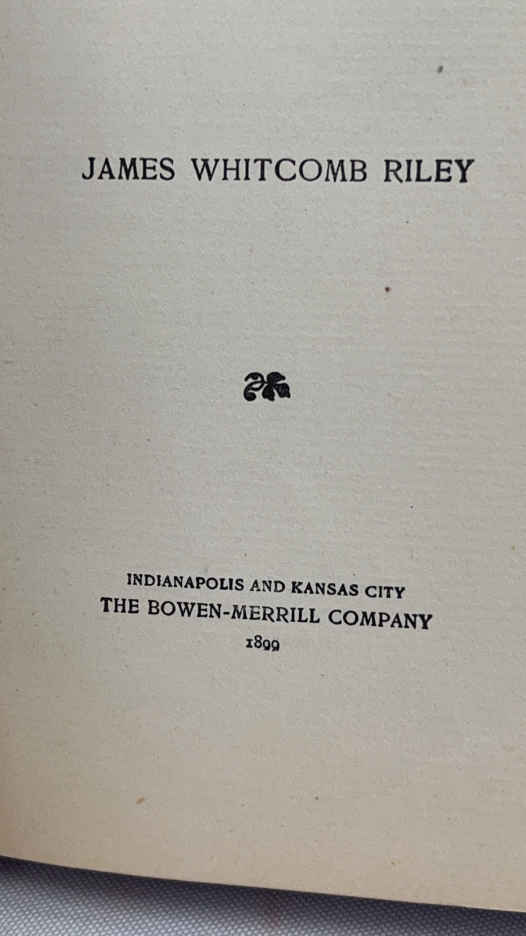 JAMES WHITCOMB RILEY
INDIANAPOLIS AND KANSAS CITY
THE BOWEN-MERRILL COMPANY
1899